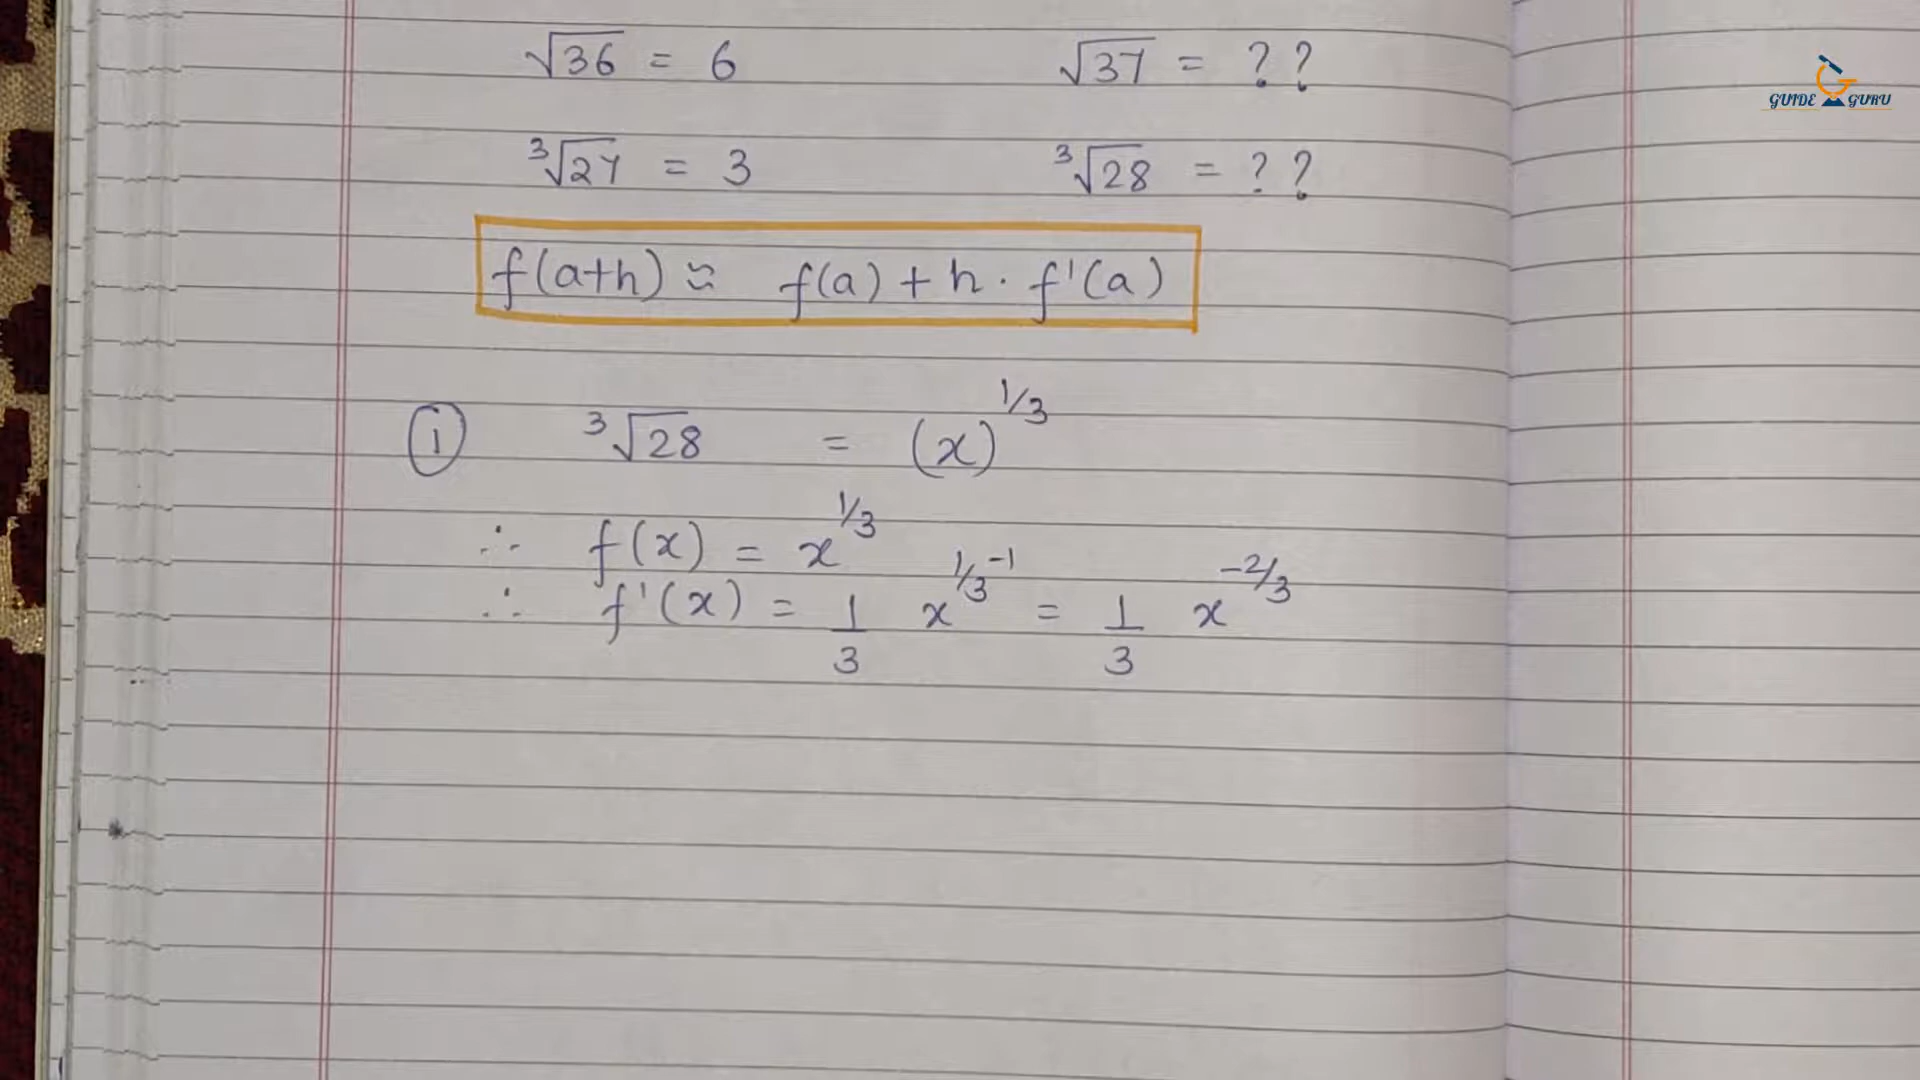 √36 = 6 √37 = ??
GUIDE GURU
³√27 = 3 ³√28 = ??
f(a+h) ≈ f(a) + h · f'(a)
① ³√28 = (x)^1/3
∴ f(x) = x^1/3
∴ f'(x) = 1/3 x^1/3-1 = 1/3 x^-2/3